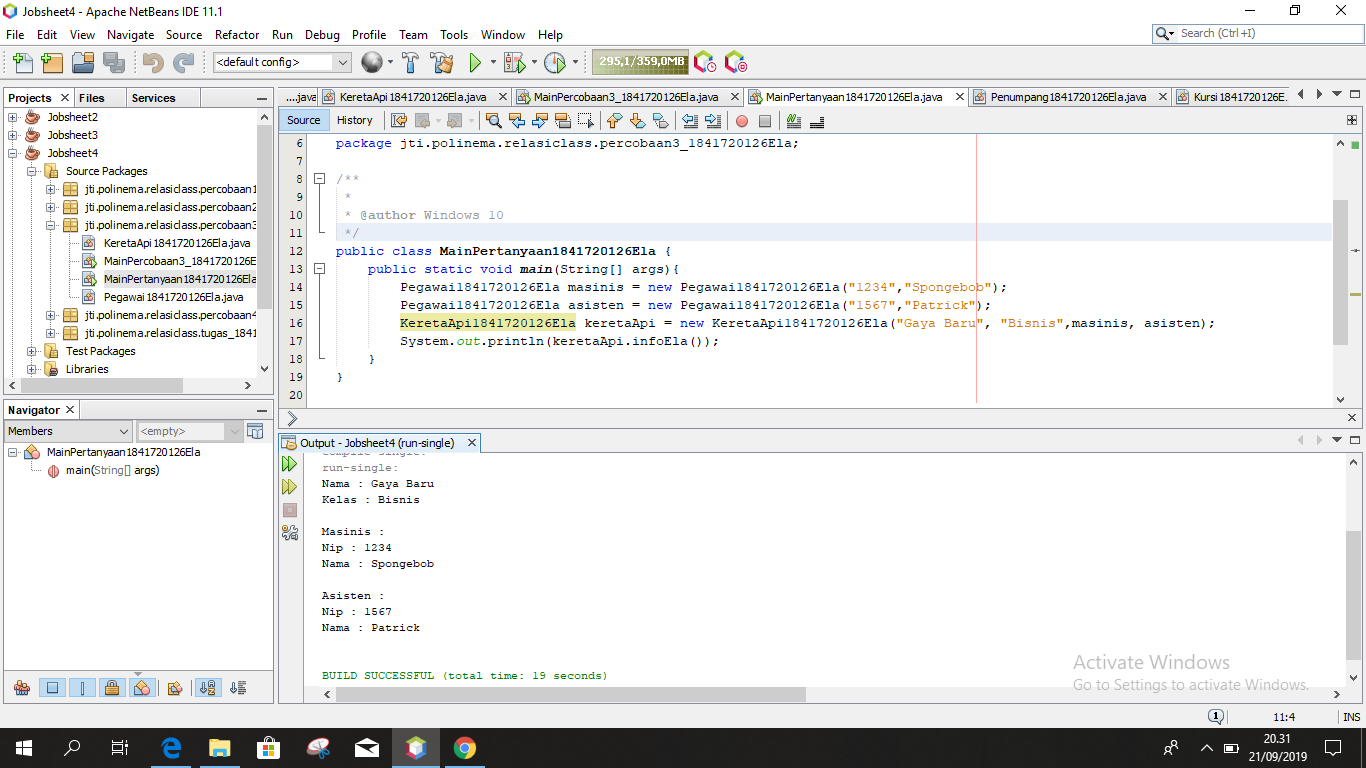 Jobsheet4 - Apache NetBeans IDE 11.1
File Edit View Navigate Source Refactor Run Debug Profile Team Tools Window Help
Search (Ctrl+I)
<default config>
295,1/359,0MB
Projects Files Services
Jobsheet2
Jobsheet3
Jobsheet4
Source Packages
jti.polinema.relasiclass.percobaan1
jti.polinema.relasiclass.percobaan2
jti.polinema.relasiclass.percobaan3
KeretaApi1841720126Ela.java
MainPercobaan3_1841720126E
MainPertanyaan1841720126Ela
Pegawai1841720126Ela.java
jti.polinema.relasiclass.percobaan4
jti.polinema.relasiclass.tugas_1841
Test Packages
Libraries
Navigator
Members <empty>
MainPertanyaan1841720126Ela
main(String[] args)
....java KeretaApi1841720126Ela.java MainPercobaan3_1841720126Ela.java MainPertanyaan1841720126Ela.java Penumpang1841720126Ela.java Kursi1841720126E...
Source History
6 package jti.polinema.relasiclass.percobaan3_1841720126Ela;
7
8 /**
9 *
10 * @author Windows 10
11 */
12 public class MainPertanyaan1841720126Ela {
13 public static void main(String[] args){
14 Pegawai1841720126Ela masinis = new Pegawai1841720126Ela("1234","Spongebob");
15 Pegawai1841720126Ela asisten = new Pegawai1841720126Ela("1567","Patrick");
16 KeretaApi1841720126Ela keretaApi = new KeretaApi1841720126Ela("Gaya Baru", "Bisnis",masinis, asisten);
17 System.out.println(keretaApi.infoEla());
18 }
19 }
20
Output - Jobsheet4 (run-single)
run-single:
Nama : Gaya Baru
Kelas : Bisnis
Masinis :
Nip : 1234
Nama : Spongebob
Asisten :
Nip : 1567
Nama : Patrick
BUILD SUCCESSFUL (total time: 19 seconds)
Activate Windows
Go to Settings to activate Windows.
1 11:4 INS
20.31
21/09/2019